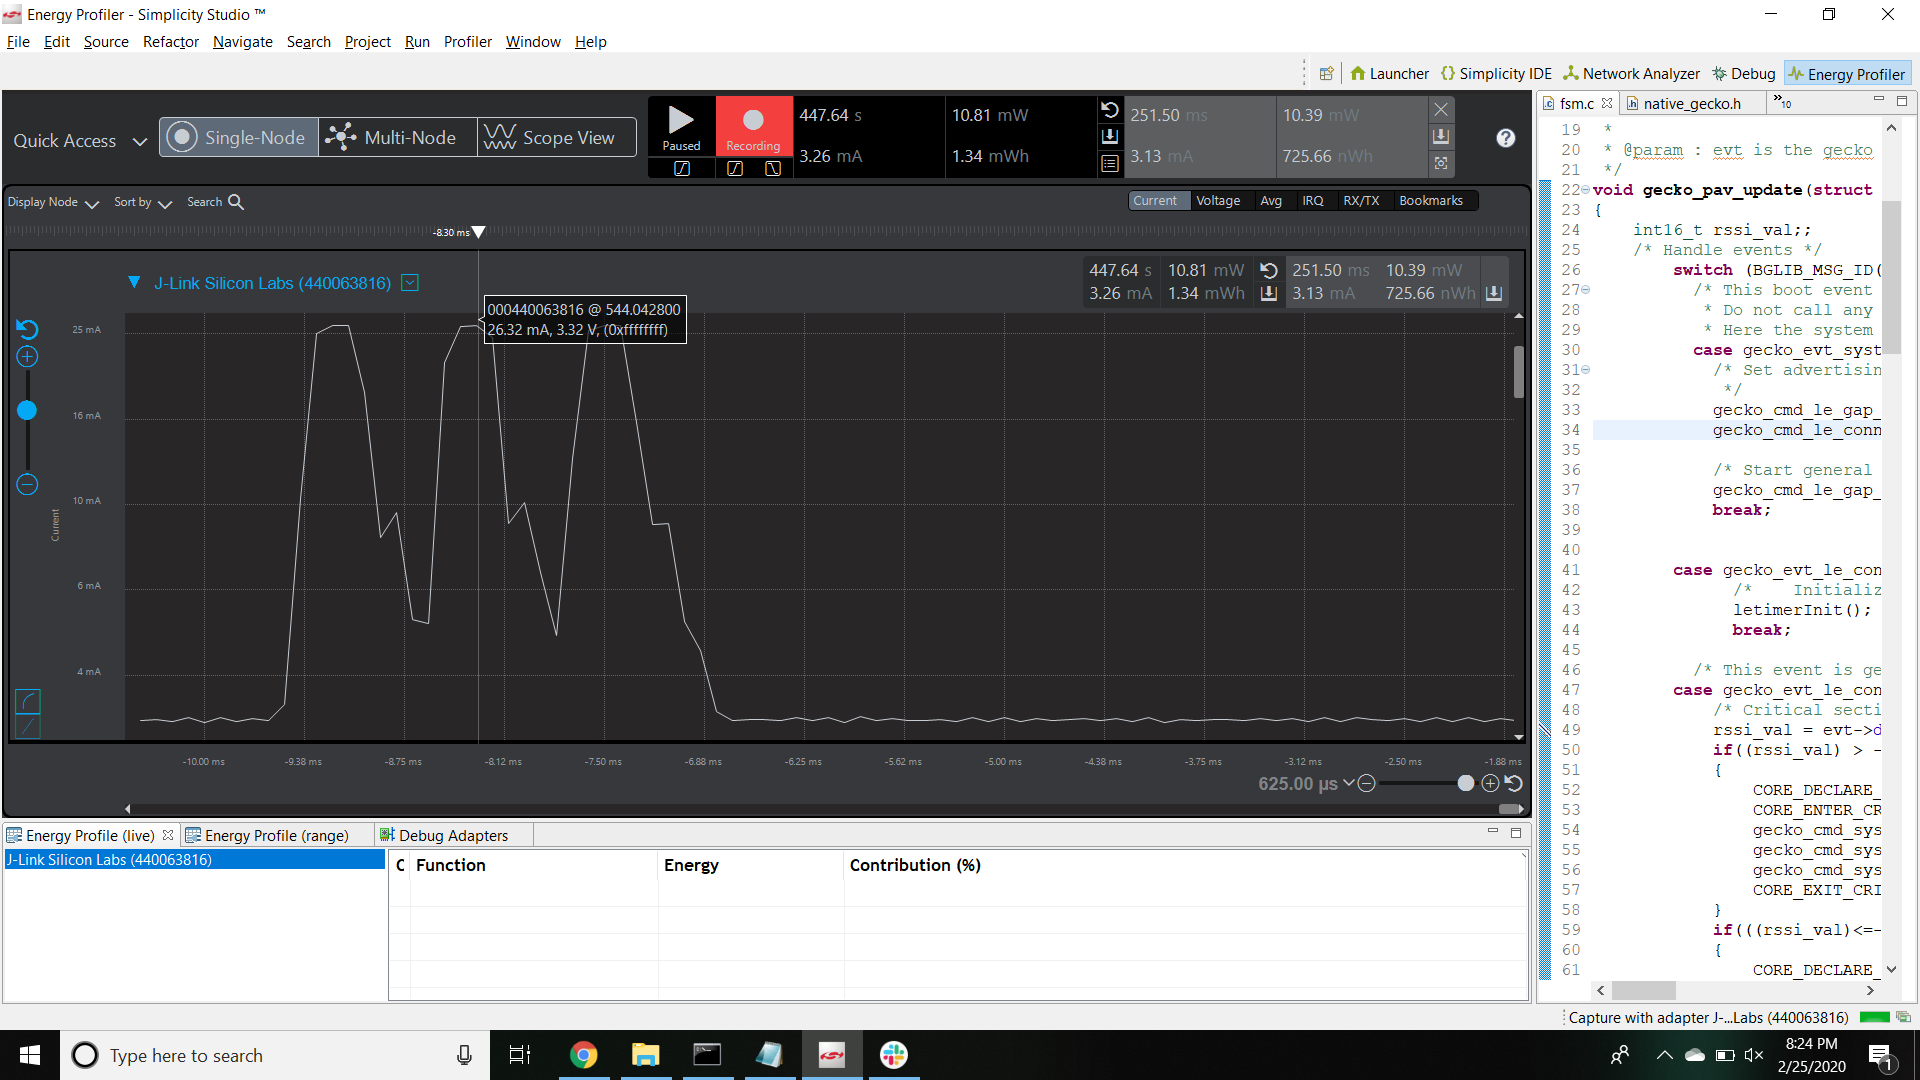 Energy Profiler - Simplicity Studio ™
File Edit Source Refactor Navigate Search Project Run Profiler Window Help
Launcher Simplicity IDE Network Analyzer Debug Energy Profiler
Quick Access Single-Node Multi-Node Scope View
Paused Recording
447.64 s 10.81 mW 251.50 ms 10.39 mW
3.26 mA 1.34 mWh 3.13 mA 725.66 nWh
?
Display Node Sort by Search
Current Voltage Avg IRQ RX/TX Bookmarks
-8.30 ms
J-Link Silicon Labs (440063816)
447.64 s 10.81 mW 251.50 ms 10.39 mW
3.26 mA 1.34 mWh 3.13 mA 725.66 nWh
000440063816 @ 544.042800
26.32 mA, 3.32 V, (0xffffffff)
25 mA
16 mA
10 mA
6 mA
4 mA
Current
-10.00 ms -9.38 ms -8.75 ms -8.12 ms -7.50 ms -6.88 ms -6.25 ms -5.62 ms -5.00 ms -4.38 ms -3.75 ms -3.12 ms -2.50 ms -1.88 ms
625.00 µs
Energy Profile (live) Energy Profile (range) Debug Adapters
J-Link Silicon Labs (440063816)
C Function Energy Contribution (%)
fsm.c native_gecko.h »10
19 *
20 * @param : evt is the gecko
21 */
22 void gecko_pav_update(struct
23 {
24 int16_t rssi_val;;
25 /* Handle events */
26 switch (BGLIB_MSG_ID(
27 /* This boot event
28 * Do not call any
29 * Here the system
30 case gecko_evt_syst
31 /* Set advertisin
32 */
33 gecko_cmd_le_gap_
34 gecko_cmd_le_conn
35
36 /* Start general
37 gecko_cmd_le_gap_
38 break;
39
40
41 case gecko_evt_le_con
42 /* Initializ
43 letimerInit();
44 break;
45
46 /* This event is ge
47 case gecko_evt_le_con
48 /* Critical secti
49 rssi_val = evt->d
50 if((rssi_val) > -
51 {
52 CORE_DECLARE_
53 CORE_ENTER_CR
54 gecko_cmd_sys
55 gecko_cmd_sys
56 gecko_cmd_sys
57 CORE_EXIT_CRI
58 }
59 if(((rssi_val)<=-
60 {
61 CORE_DECLARE_
Capture with adapter J-...Labs (440063816)
Type here to search
8:24 PM
2/25/2020
1